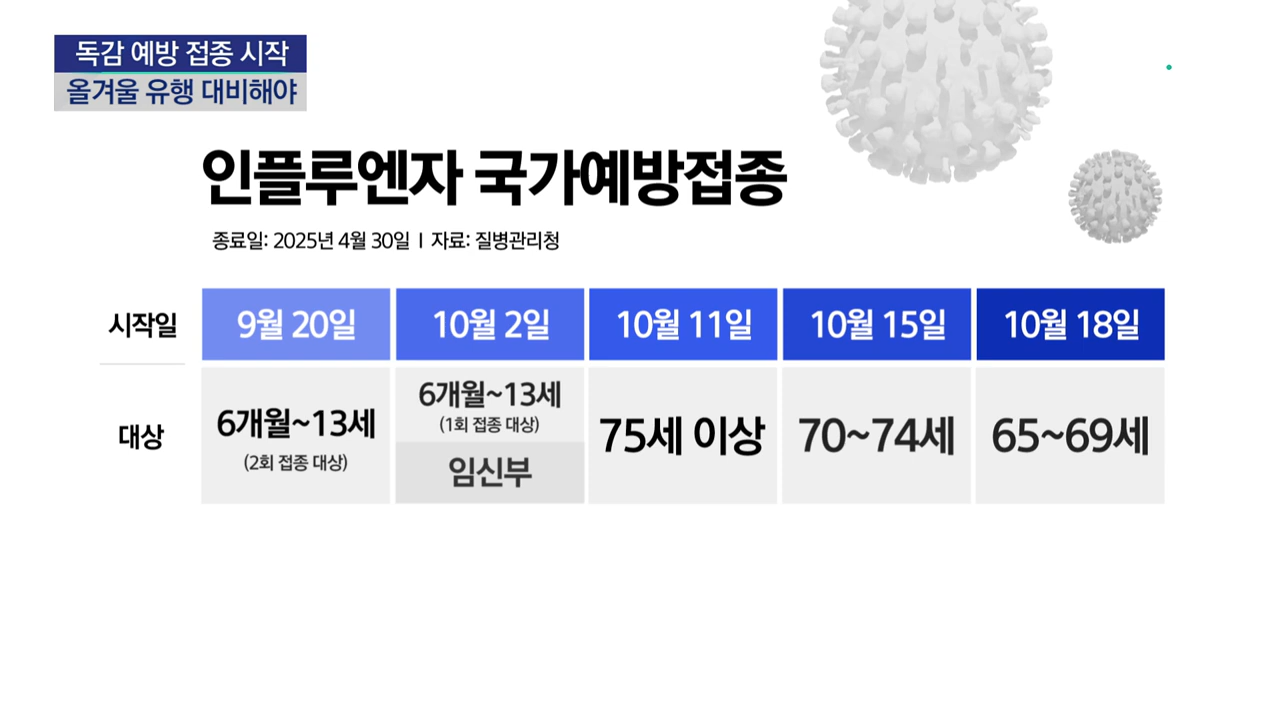 독감 예방 접종 시작
올겨울 유행 대비해야
인플루엔자 국가예방접종
종료일: 2025년 4월 30일 ㅣ 자료: 질병관리청
시작일
9월 20일
10월 2일
10월 11일
10월 15일
10월 18일
대상
6개월~13세
(2회 접종 대상)
6개월~13세
(1회 접종 대상)
임신부
75세 이상
70~74세
65~69세